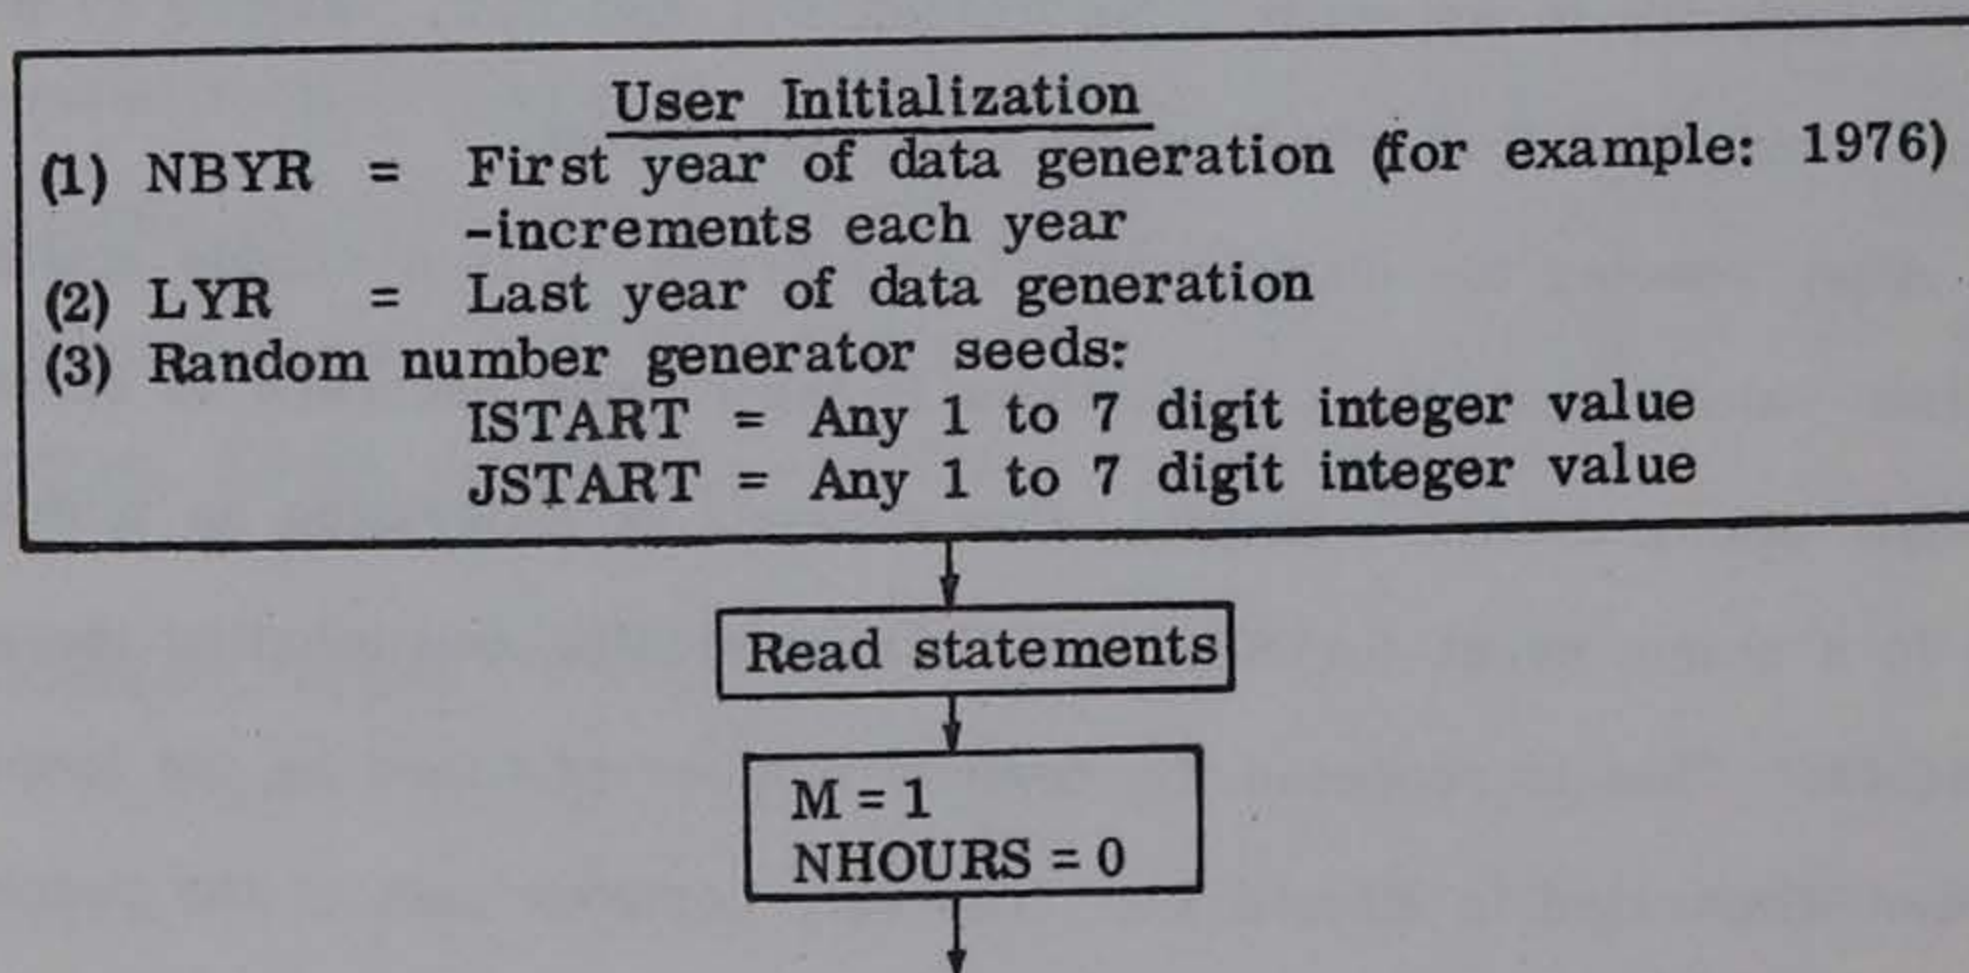 User Initialization
(1) NBYR = First year of data generation (for example: 1976)
-increments each year
(2) LYR = Last year of data generation
(3) Random number generator seeds:
ISTART = Any 1 to 7 digit integer value
JSTART = Any 1 to 7 digit integer value
Read statements
M = 1
NHOURS = 0